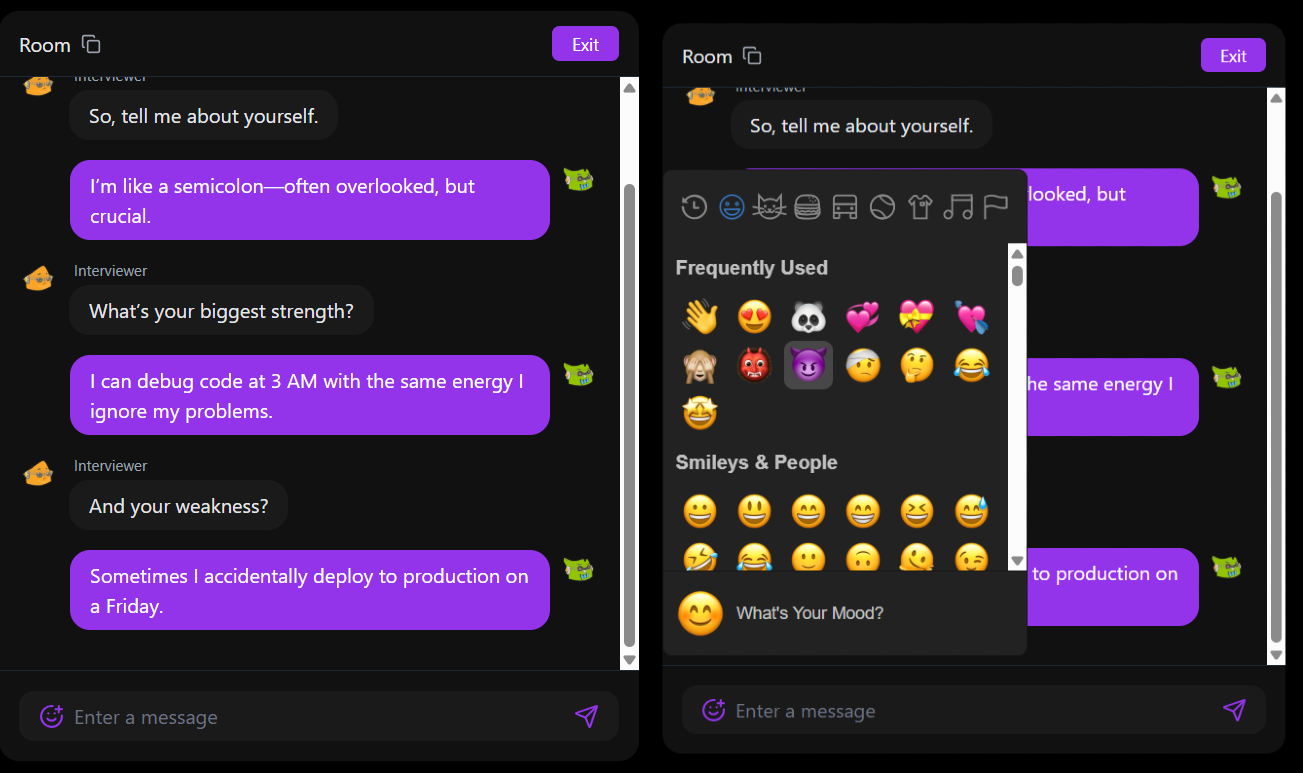 Room
Exit
Interviewer
So, tell me about yourself.
I’m like a semicolon—often overlooked, but
crucial.
Interviewer
What’s your biggest strength?
I can debug code at 3 AM with the same energy I
ignore my problems.
Interviewer
And your weakness?
Sometimes I accidentally deploy to production on
a Friday.
Enter a message
Room
Exit
Interviewer
So, tell me about yourself.
looked, but
Frequently Used
he same energy I
Smileys & People
to production on
What's Your Mood?
Enter a message